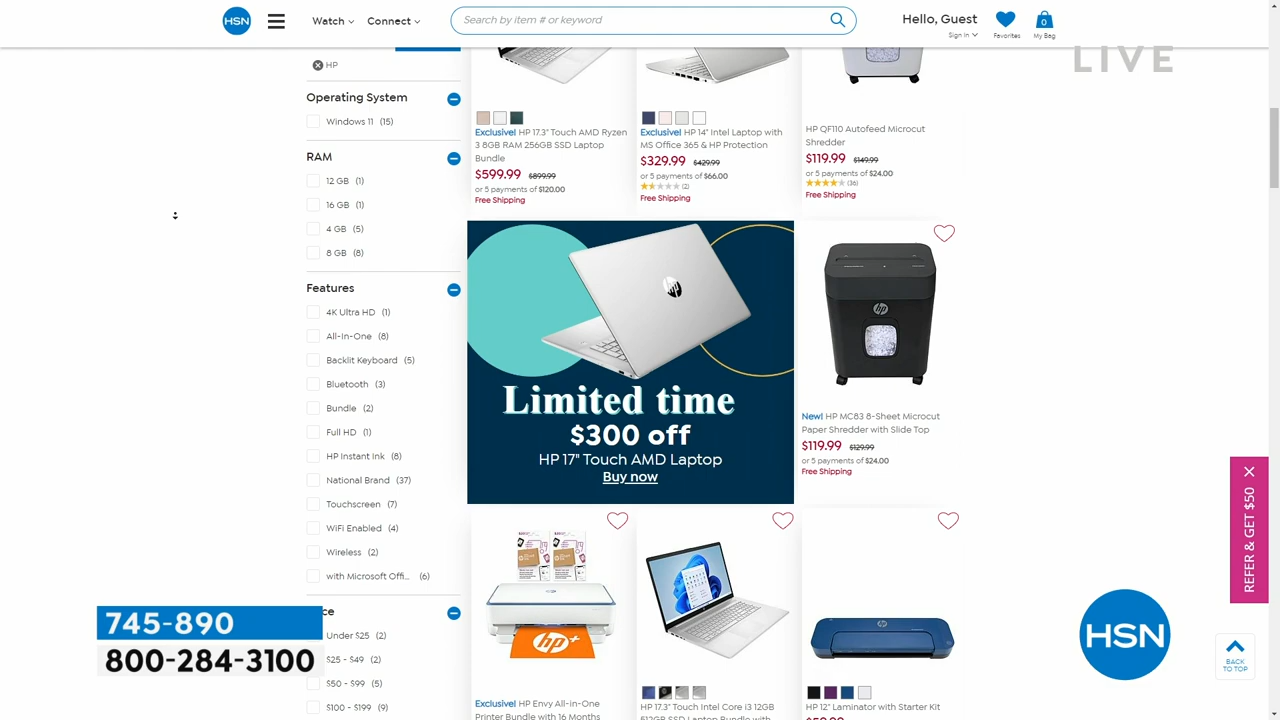 HSN
Watch
Connect
Search by item # or keyword
Hello, Guest
Sign In
Favorites
0
My Bag
LIVE
HP
Operating System
Windows 11 (15)
RAM
12 GB (1)
16 GB (1)
4 GB (5)
8 GB (8)
Features
4K Ultra HD (1)
All-In-One (8)
Backlit Keyboard (5)
Bluetooth (3)
Bundle (2)
Full HD (1)
HP Instant Ink (8)
National Brand (37)
Touchscreen (7)
WiFi Enabled (4)
Wireless (2)
with Microsoft Offi... (6)
ce
Under $25 (2)
$25 - $49 (2)
$50 - $99 (5)
$100 - $199 (9)
Exclusive! HP 17.3" Touch AMD Ryzen
3 8GB RAM 256GB SSD Laptop
Bundle
$599.99 $899.99
or 5 payments of $120.00
Free Shipping
Exclusive! HP 14" Intel Laptop with
MS Office 365 & HP Protection
$329.99 $429.99
or 5 payments of $66.00
(2)
Free Shipping
HP QF110 Autofeed Microcut
Shredder
$119.99 $149.99
or 5 payments of $24.00
(36)
Free Shipping
hp
Limited time
$300 off
HP 17" Touch AMD Laptop
Buy now
hp
New! HP MC83 8-Sheet Microcut
Paper Shredder with Slide Top
$119.99 $129.99
or 5 payments of $24.00
Free Shipping
hp+
Exclusive! HP Envy All-in-One
Printer Bundle with 16 Months
HP 17.3" Touch Intel Core i3 12GB
512GB SSD Laptop Bundle with
hp
HP 12" Laminator with Starter Kit
REFER & GET $50
745-890
800-284-3100
HSN
BACK
TO TOP